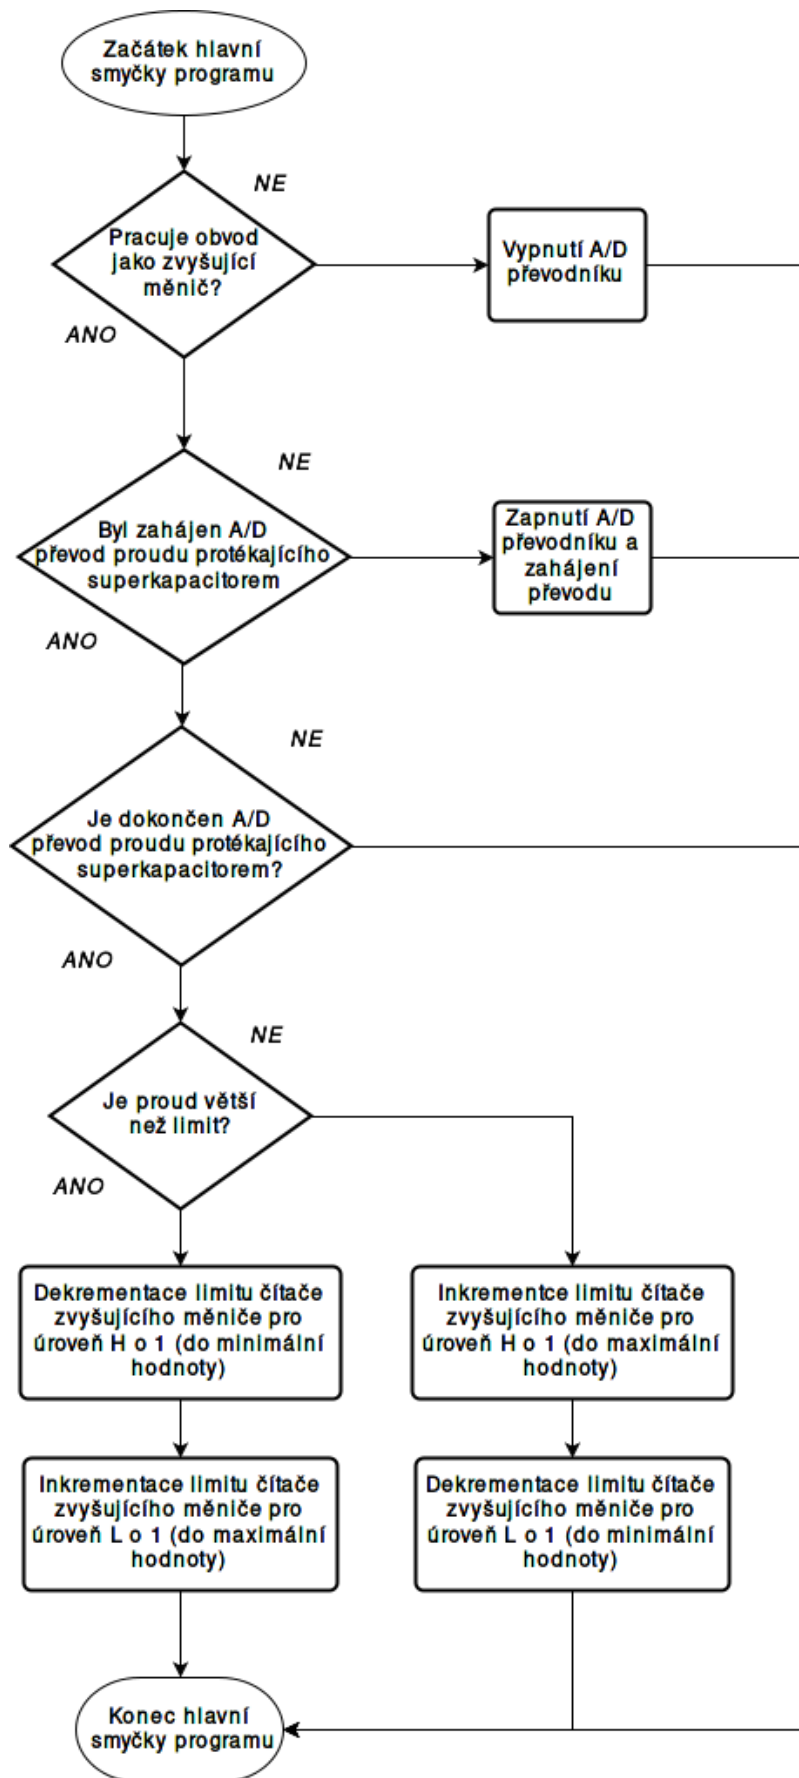 Začátek hlavní
smyčky programu
NE
Pracuje obvod
jako zvyšující
měnič?
Vypnutí A/D
převodníku
ANO
NE
Byl zahájen A/D
převod proudu protékajícího
superkapacitorem
Zapnutí A/D
převodníku a
zahájení
převodu
ANO
NE
Je dokončen A/D
převod proudu protékajícího
superkapacitorem?
ANO
NE
Je proud větší
než limit?
ANO
Dekrementace limitu čítače
zvyšujícího měniče pro
úroveň H o 1 (do minimální
hodnoty)
Inkrementce limitu čítače
zvyšujícího měniče pro
úroveň H o 1 (do maximální
hodnoty)
Inkrementace limitu čítače
zvyšujícího měniče pro
úroveň L o 1 (do maximální
hodnoty)
Dekrementace limitu čítače
zvyšujícího měniče pro
úroveň L o 1 (do minimální
hodnoty)
Konec hlavní
smyčky programu